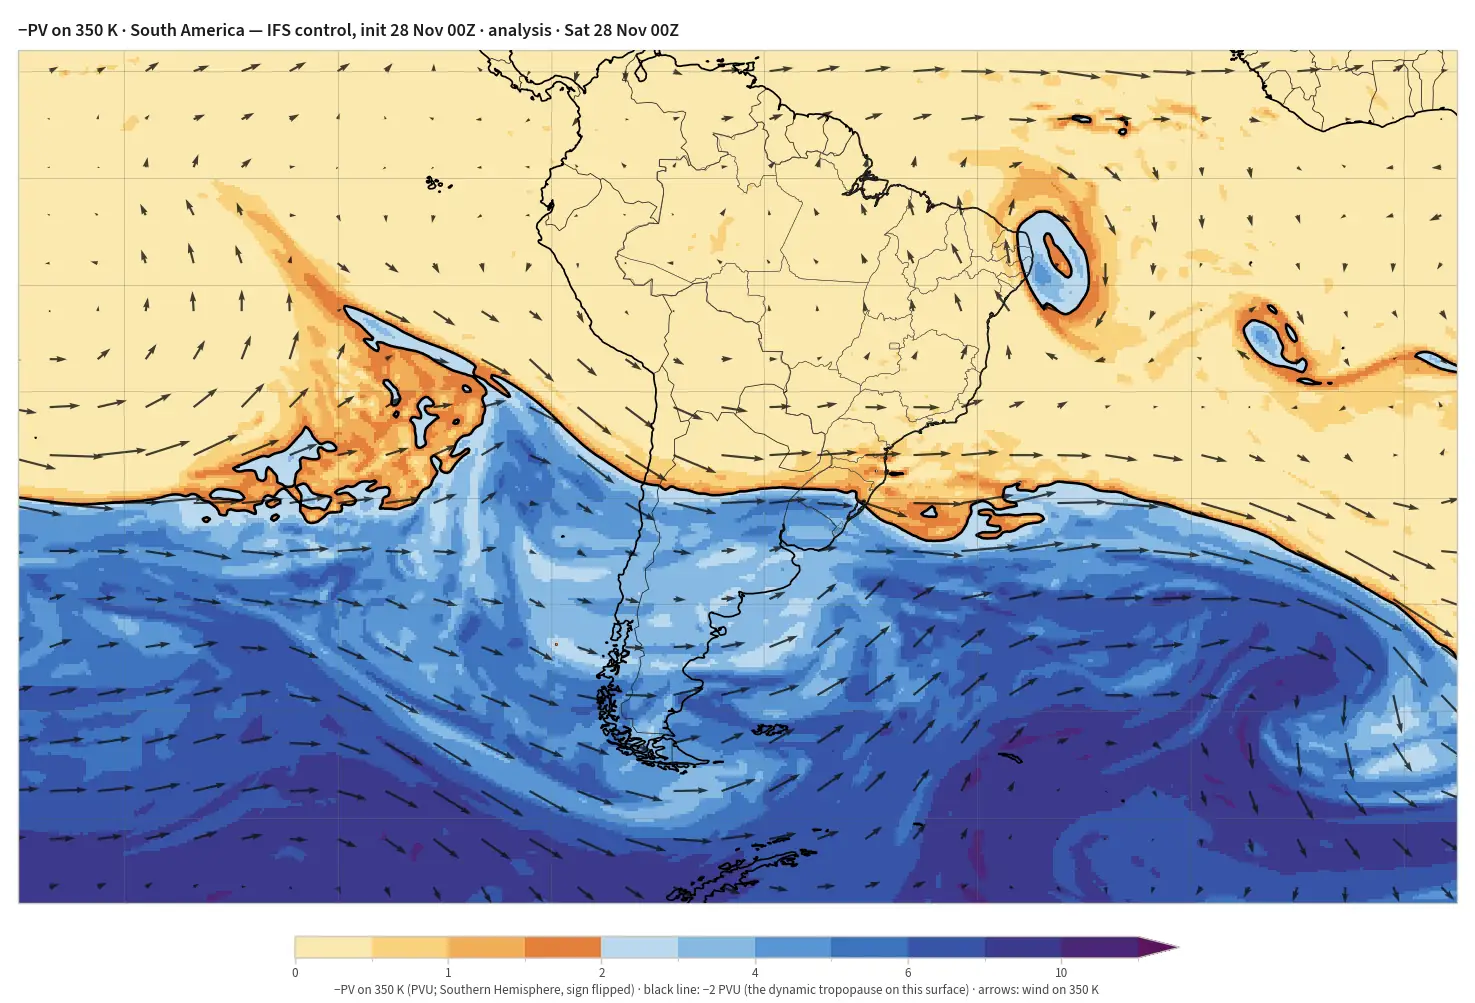 −PV on 350 K · South America — IFS control, init 28 Nov 00Z · analysis · Sat 28 Nov 00Z
0 1 2 4 6 10
−PV on 350 K (PVU; Southern Hemisphere, sign flipped) · black line: −2 PVU (the dynamic tropopause on this surface) · arrows: wind on 350 K